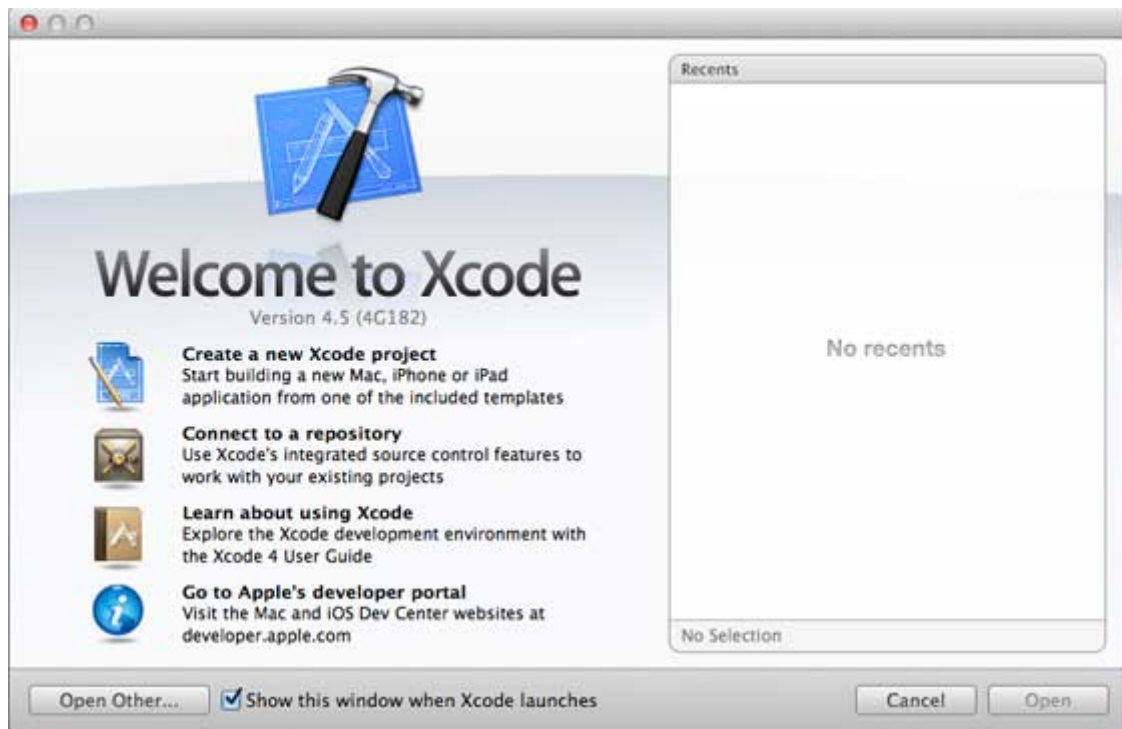 Recents
Welcome to Xcode
Version 4.5 (4G182)
Create a new Xcode project
Start building a new Mac, iPhone or iPad
application from one of the included templates
Connect to a repository
Use Xcode's integrated source control features to
work with your existing projects
Learn about using Xcode
Explore the Xcode development environment with
the Xcode 4 User Guide
Go to Apple's developer portal
Visit the Mac and iOS Dev Center websites at
developer.apple.com
No recents
No Selection
Open Other...
Show this window when Xcode launches
Cancel
Open